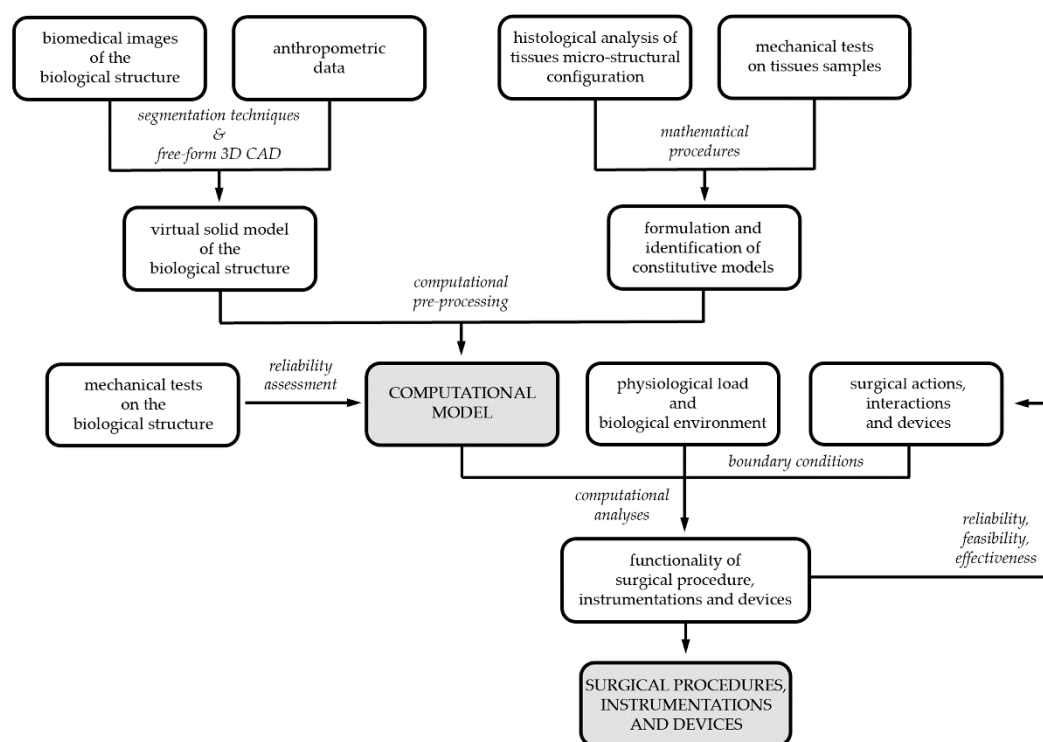 biomedical images
of the
biological structure
anthropometric
data
histological analysis of
tissues micro-structural
configuration
mechanical tests
on tissues samples
segmentation techniques
&
free-form 3D CAD
mathematical
procedures
virtual solid model
of the
biological structure
formulation and
identification of
constitutive models
computational
pre-processing
mechanical tests
on the
biological structure
reliability
assessment
COMPUTATIONAL
MODEL
physiological load
and
biological environment
surgical actions,
interactions
and devices
boundary conditions
computational
analyses
reliability,
feasibility,
effectiveness
functionality of
surgical procedure,
instrumentations and devices
SURGICAL PROCEDURES,
INSTRUMENTATIONS
AND DEVICES